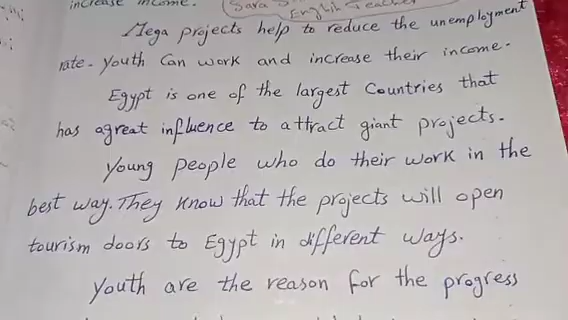 increase income.
Sara
English Teacher
Mega projects help to reduce the unemployment
rate. Youth Can work and increase their income.
Egypt is one of the largest Countries that
has agreat influence to attract giant projects.
Young people who do their work in the
best way. They know that the projects will open
tourism doors to Egypt in different ways.
Youth are the reason for the progress